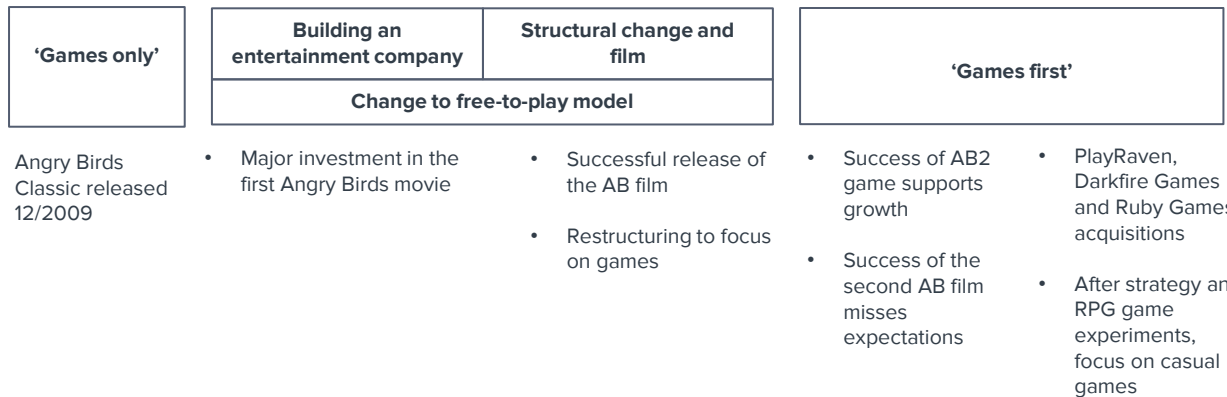 ‘Games only’
Building an
entertainment company
Structural change and
film
Change to free-to-play model
‘Games first’
Angry Birds
Classic released
12/2009
• Major investment in the
first Angry Birds movie
• Successful release of
the AB film
• Restructuring to focus
on games
• Success of AB2
game supports
growth
• Success of the
second AB film
misses
expectations
• PlayRaven,
Darkfire Games
and Ruby Games
acquisitions
• After strategy an
RPG game
experiments,
focus on casual
games